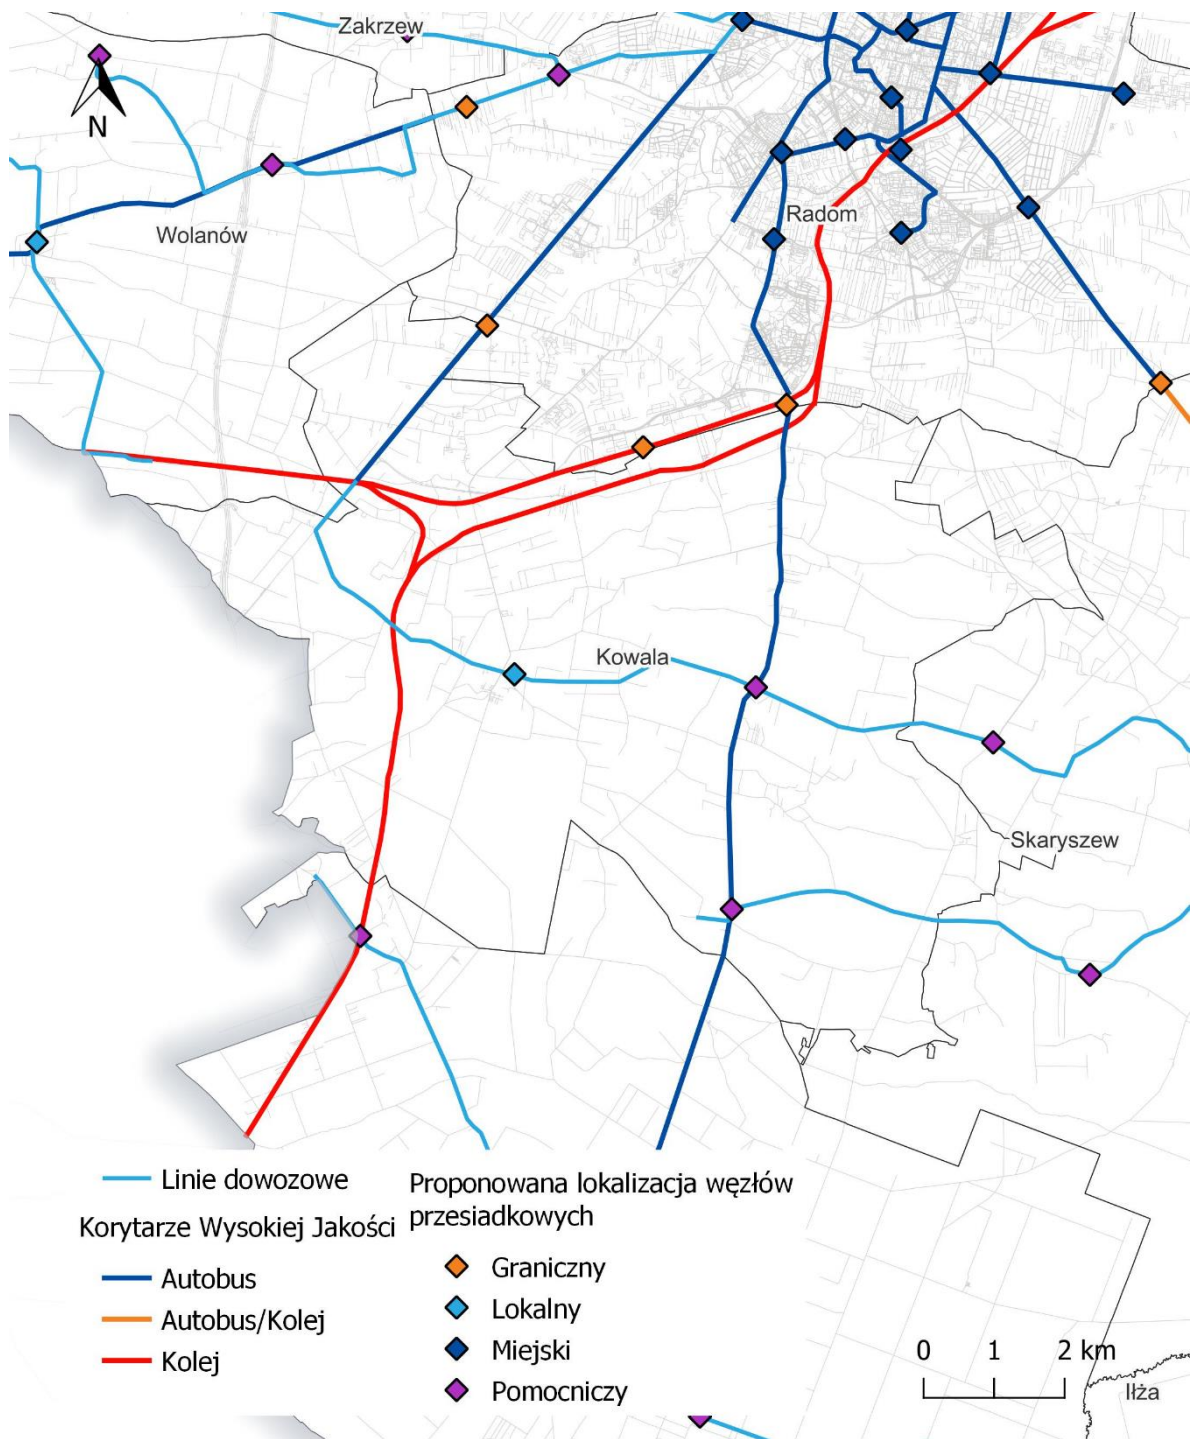 Zakrzew
N
Wolanów
Radom
Kowala
Skaryszew
Linie dowozowe
Korytarze Wysokiej Jakości
Autobus
Autobus/Kolej
Kolej
Proponowana lokalizacja węzłów
przesiadkowych
Graniczny
Lokalny
Miejski
Pomocniczy
0 1 2 km
Iłża